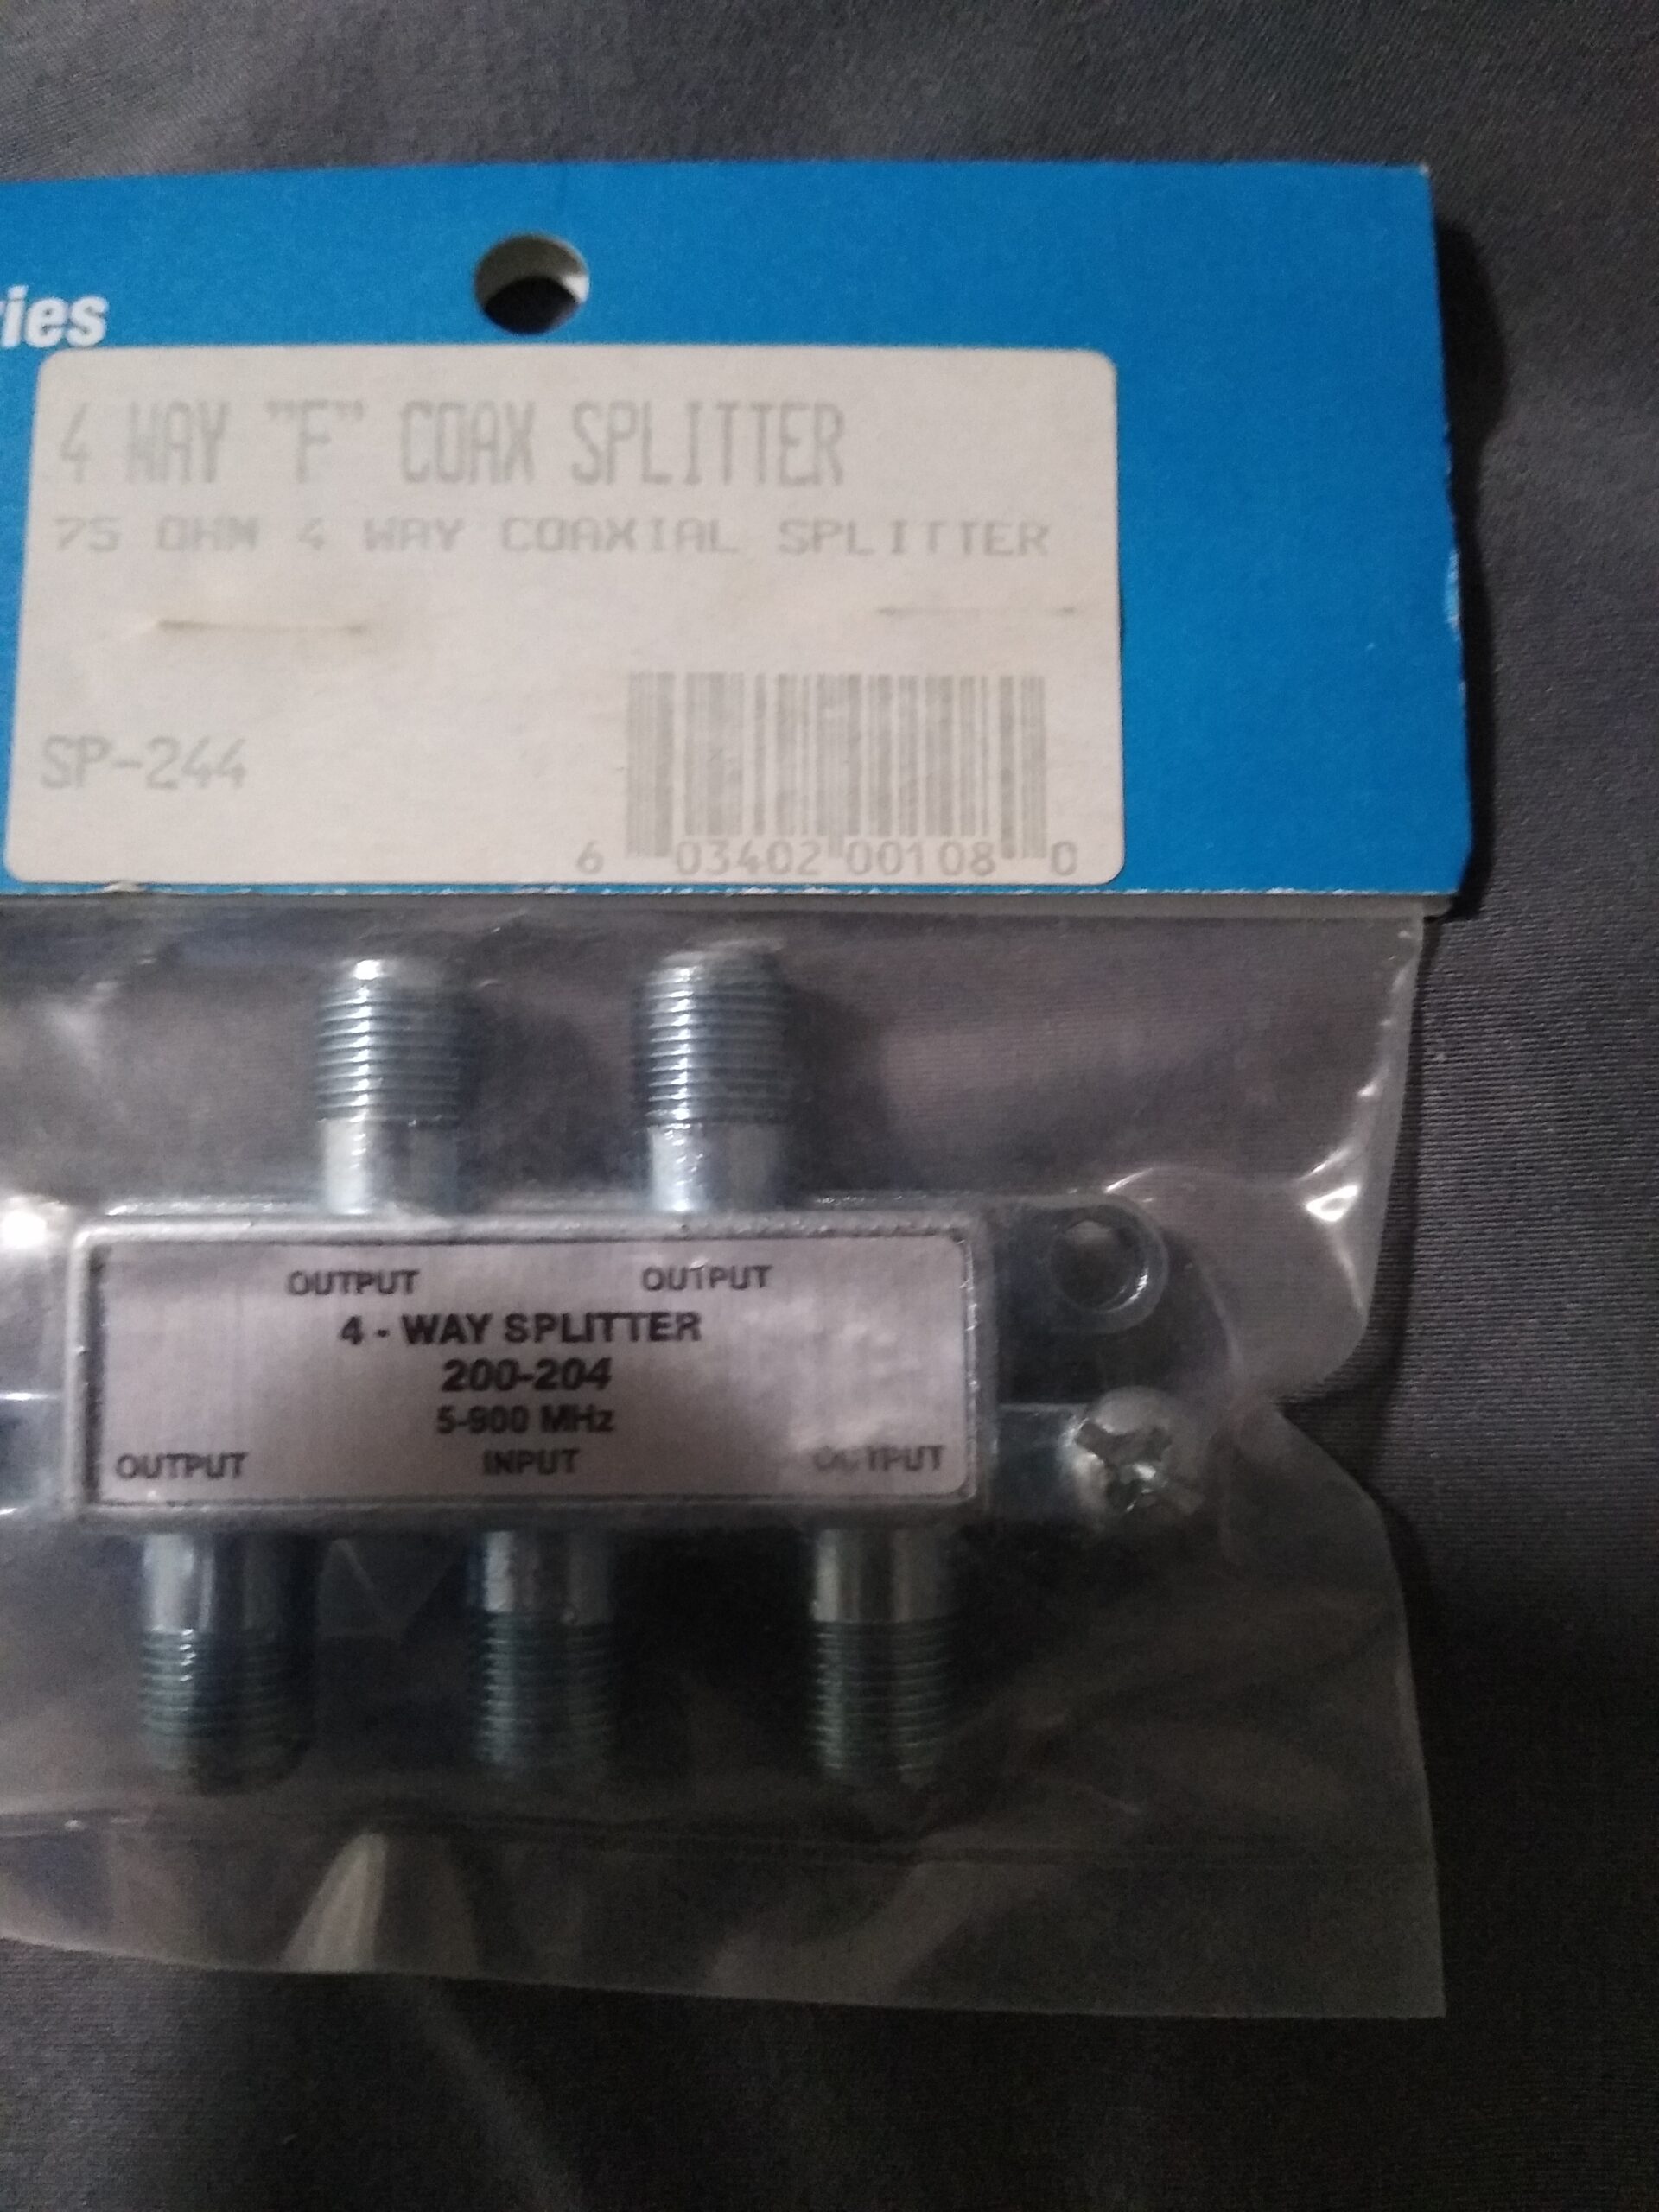 ries
4 WAY "F" COAX SPLITTER
75 OHM 4 WAY COAXIAL SPLITTER
SP-244
6 03402 00108 0
OUTPUT OUTPUT
4 - WAY SPLITTER
200-204
5-900 MHz
OUTPUT INPUT OUTPUT